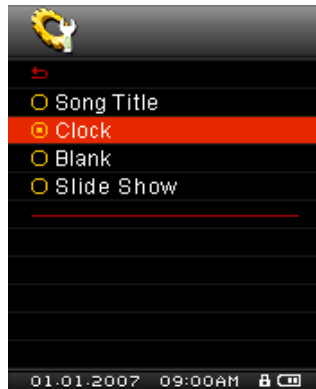 Song Title
Clock
Blank
Slide Show
01.01.2007 09:00AM